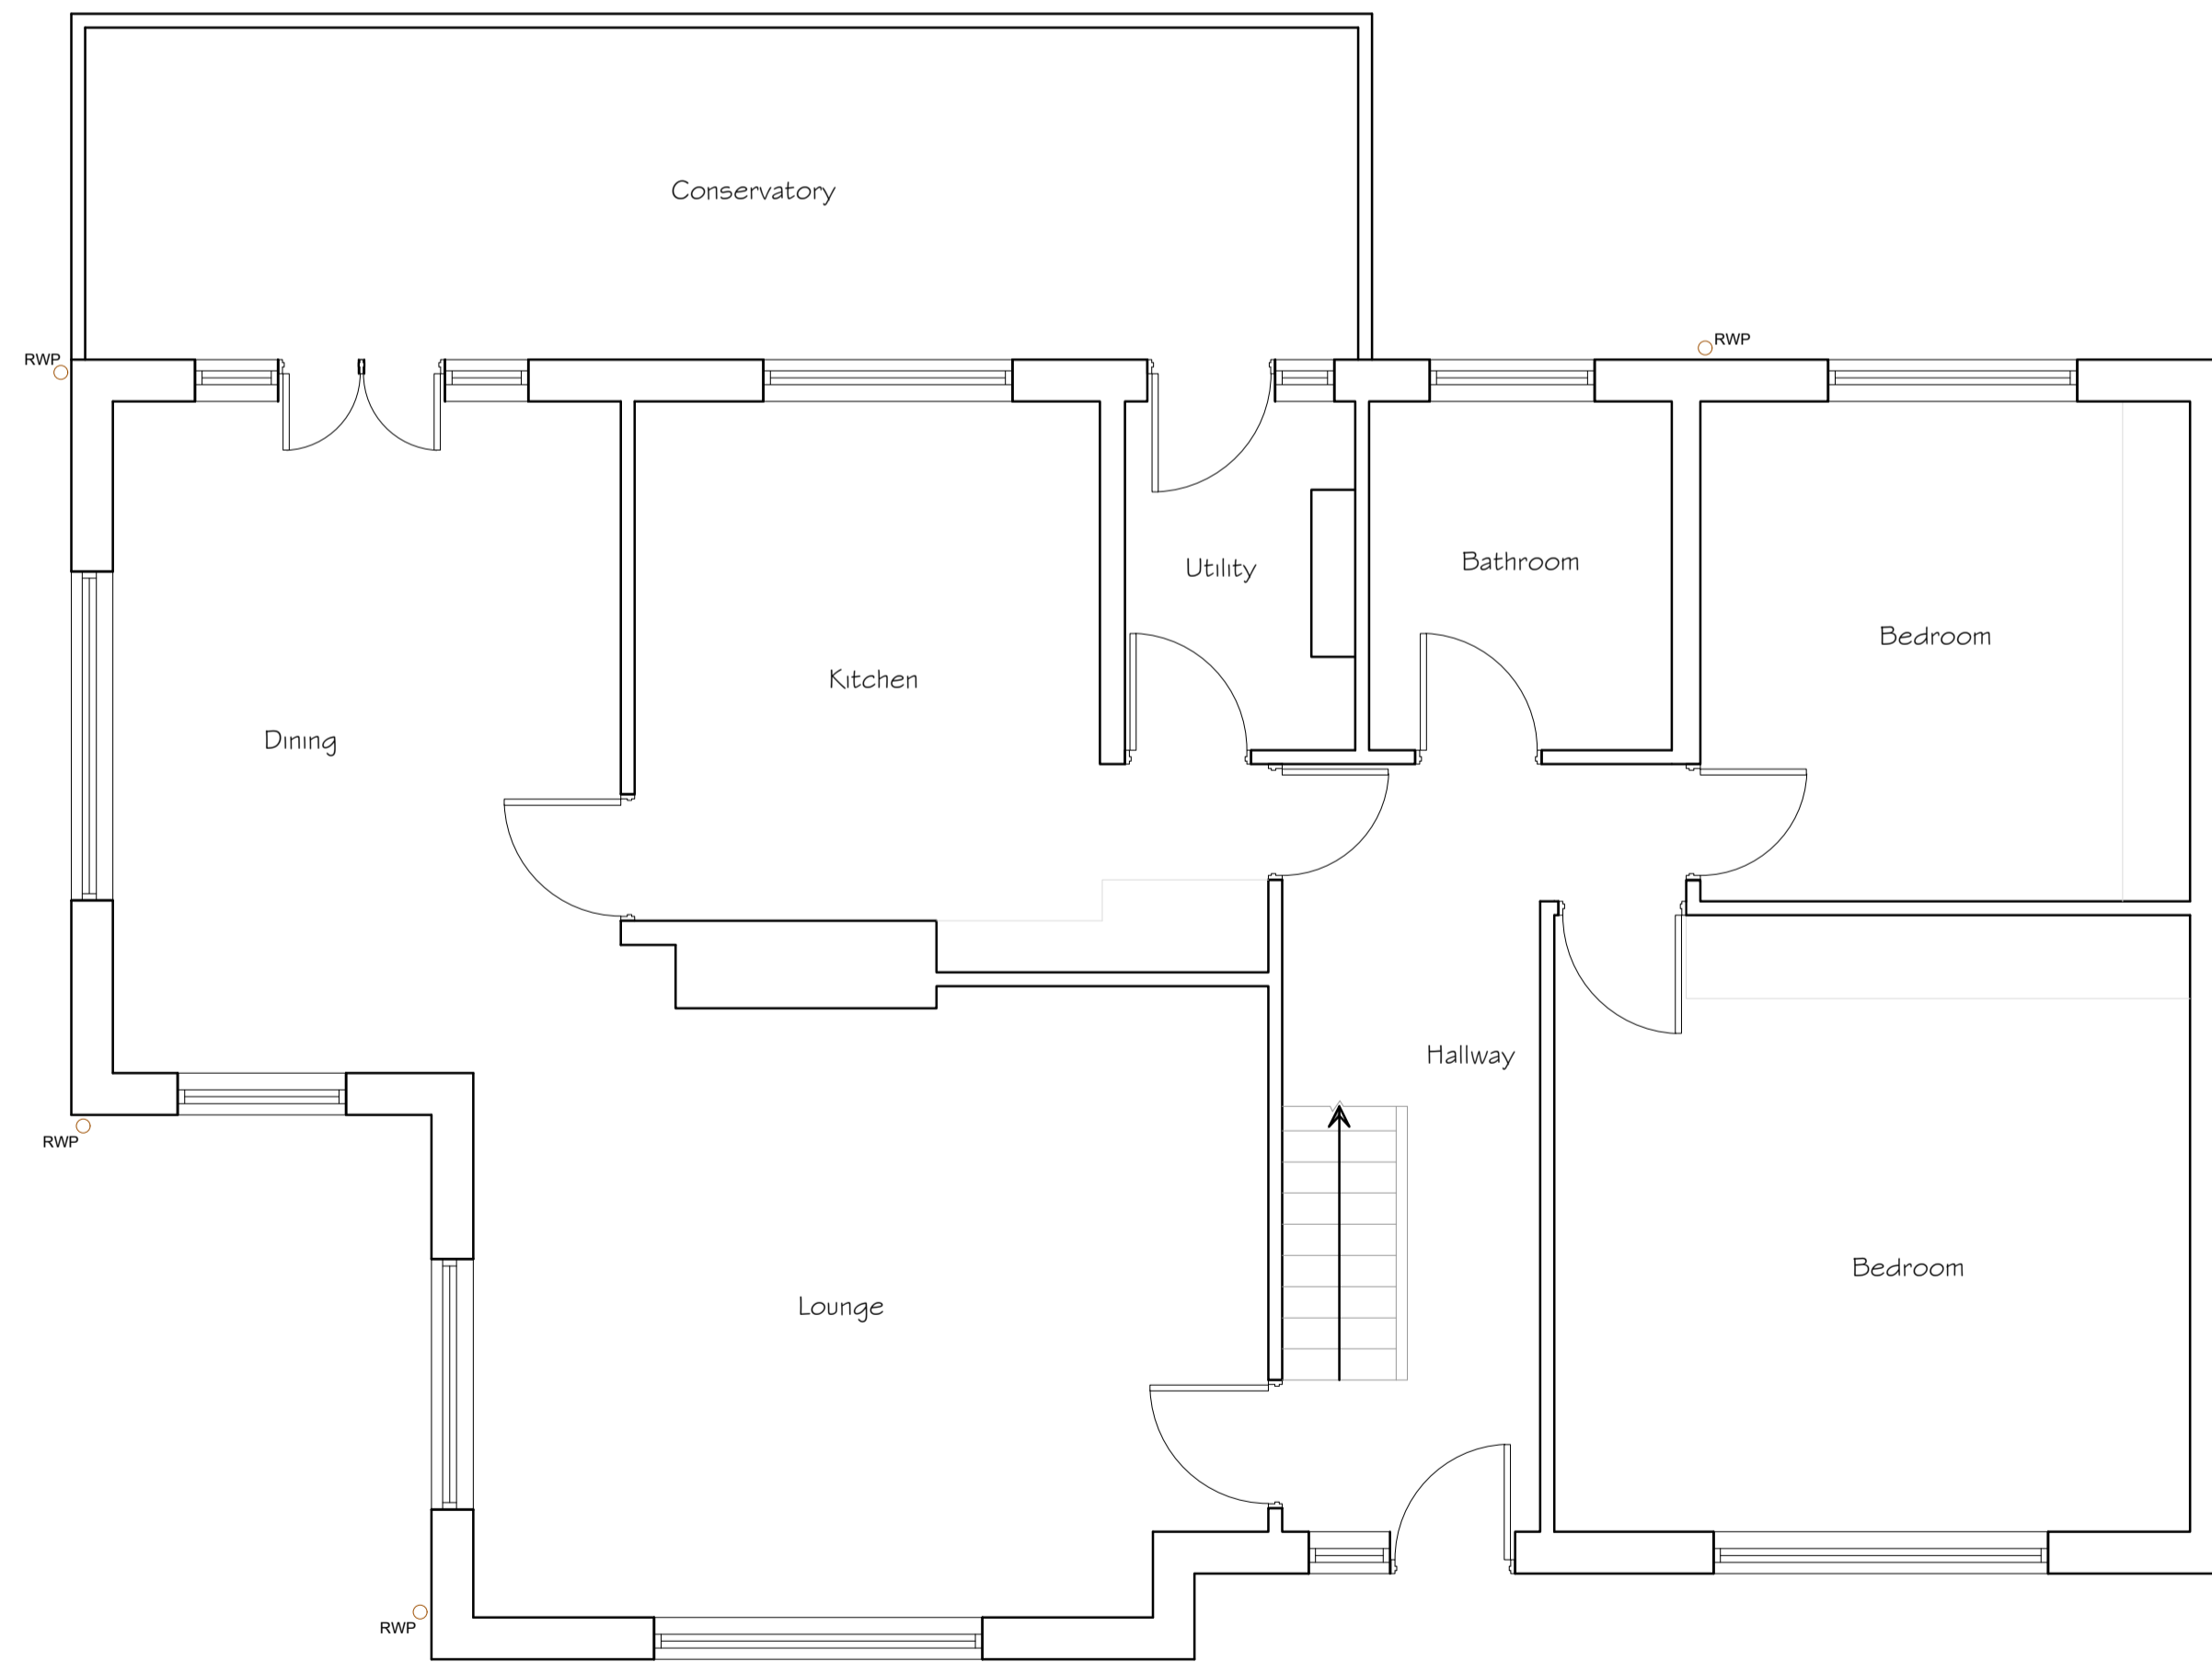 Conservatory
RWP
RWP
Utility
Bathroom
Bedroom
Kitchen
Dining
Hallway
RWP
Bedroom
Lounge
RWP